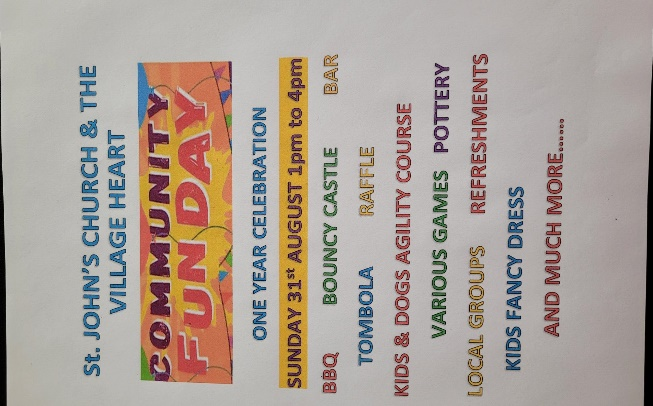 St. JOHN'S CHURCH & THE
VILLAGE HEART
COMMUNITY
FUN DAY
ONE YEAR CELEBRATION
SUNDAY 31st AUGUST 1pm to 4pm
BBQ BOUNCY CASTLE BAR
TOMBOLA RAFFLE
KIDS & DOGS AGILITY COURSE
VARIOUS GAMES POTTERY
LOCAL GROUPS REFRESHMENTS
KIDS FANCY DRESS
AND MUCH MORE......